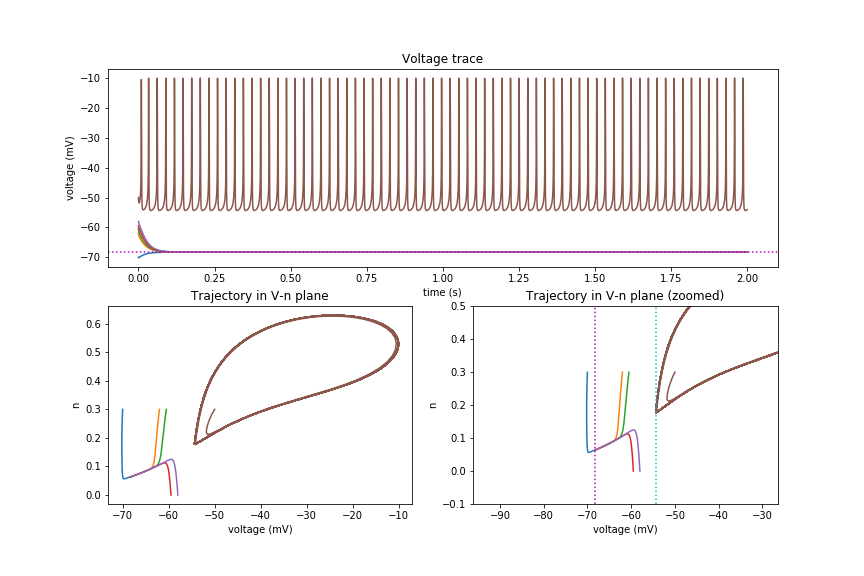 Voltage trace
−10
−20
−30
−40
−50
−60
−70
voltage (mV)
0.00 0.25 0.50 0.75 1.00 1.25 1.50 1.75 2.00
time (s)
Trajectory in V-n plane
0.6
0.5
0.4
0.3
0.2
0.1
0.0
n
−70 −60 −50 −40 −30 −20 −10
voltage (mV)
Trajectory in V-n plane (zoomed)
0.5
0.4
0.3
0.2
0.1
0.0
−0.1
n
−90 −80 −70 −60 −50 −40 −30
voltage (mV)